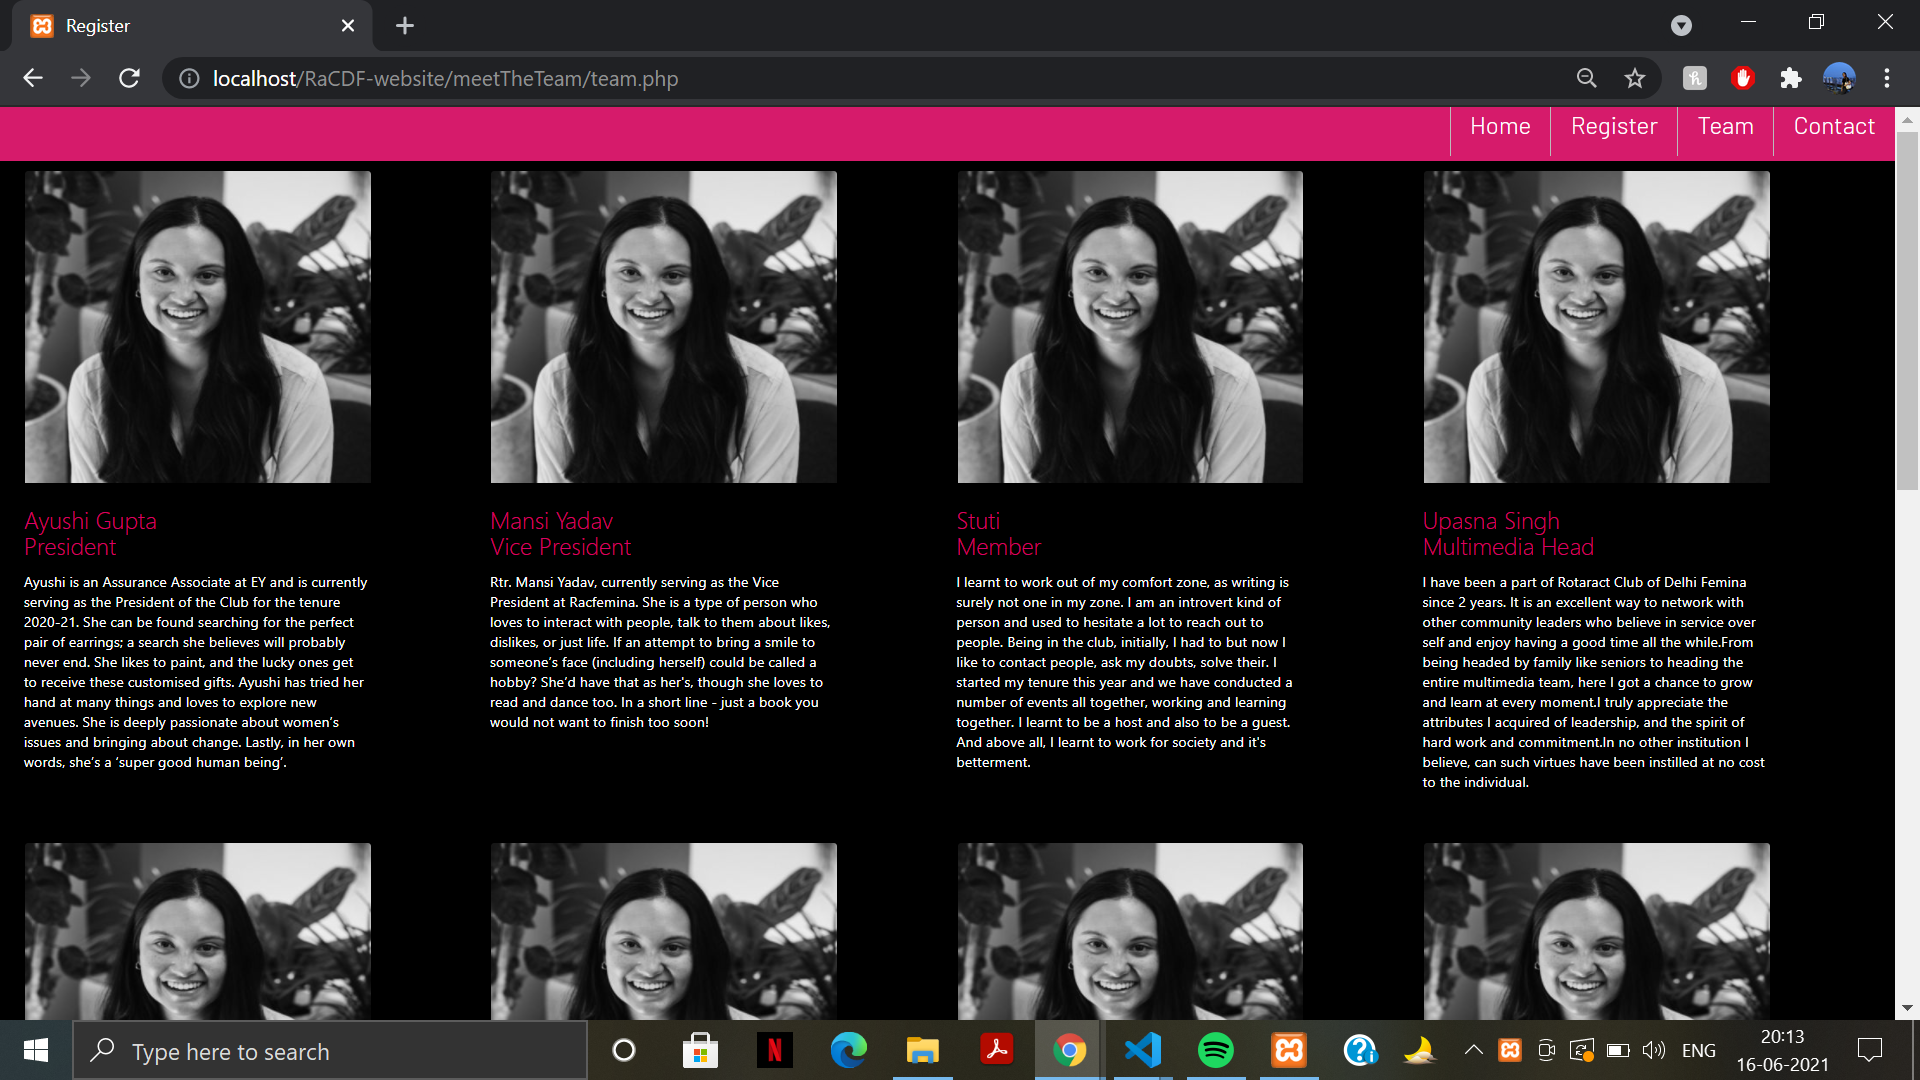 Register
localhost/RaCDF-website/meetTheTeam/team.php
Home
Register
Team
Contact
Ayushi Gupta
President
Ayushi is an Assurance Associate at EY and is currently
serving as the President of the Club for the tenure
2020-21. She can be found searching for the perfect
pair of earrings; a search she believes will probably
never end. She likes to paint, and the lucky ones get
to receive these customised gifts. Ayushi has tried her
hand at many things and loves to explore new
avenues. She is deeply passionate about women’s
issues and bringing about change. Lastly, in her own
words, she’s a ‘super good human being’.
Mansi Yadav
Vice President
Rtr. Mansi Yadav, currently serving as the Vice
President at Racfemina. She is a type of person who
loves to interact with people, talk to them about likes,
dislikes, or just life. If an attempt to bring a smile to
someone’s face (including herself) could be called a
hobby? She’d have that as her's, though she loves to
read and dance too. In a short line - just a book you
would not want to finish too soon!
Stuti
Member
I learnt to work out of my comfort zone, as writing is
surely not one in my zone. I am an introvert kind of
person and used to hesitate a lot to reach out to
people. Being in the club, initially, I had to but now I
like to contact people, ask my doubts, solve their. I
started my tenure this year and we have conducted a
number of events all together, working and learning
together. I learnt to be a host and also to be a guest.
And above all, I learnt to work for society and it's
betterment.
Upasna Singh
Multimedia Head
I have been a part of Rotaract Club of Delhi Femina
since 2 years. It is an excellent way to network with
other community leaders who believe in service over
self and enjoy having a good time all the while.From
being headed by family like seniors to heading the
entire multimedia team, here I got a chance to grow
and learn at every moment.I truly appreciate the
attributes I acquired of leadership, and the spirit of
hard work and commitment.In no other institution I
believe, can such virtues have been instilled at no cost
to the individual.
Type here to search
ENG
20:13
16-06-2021